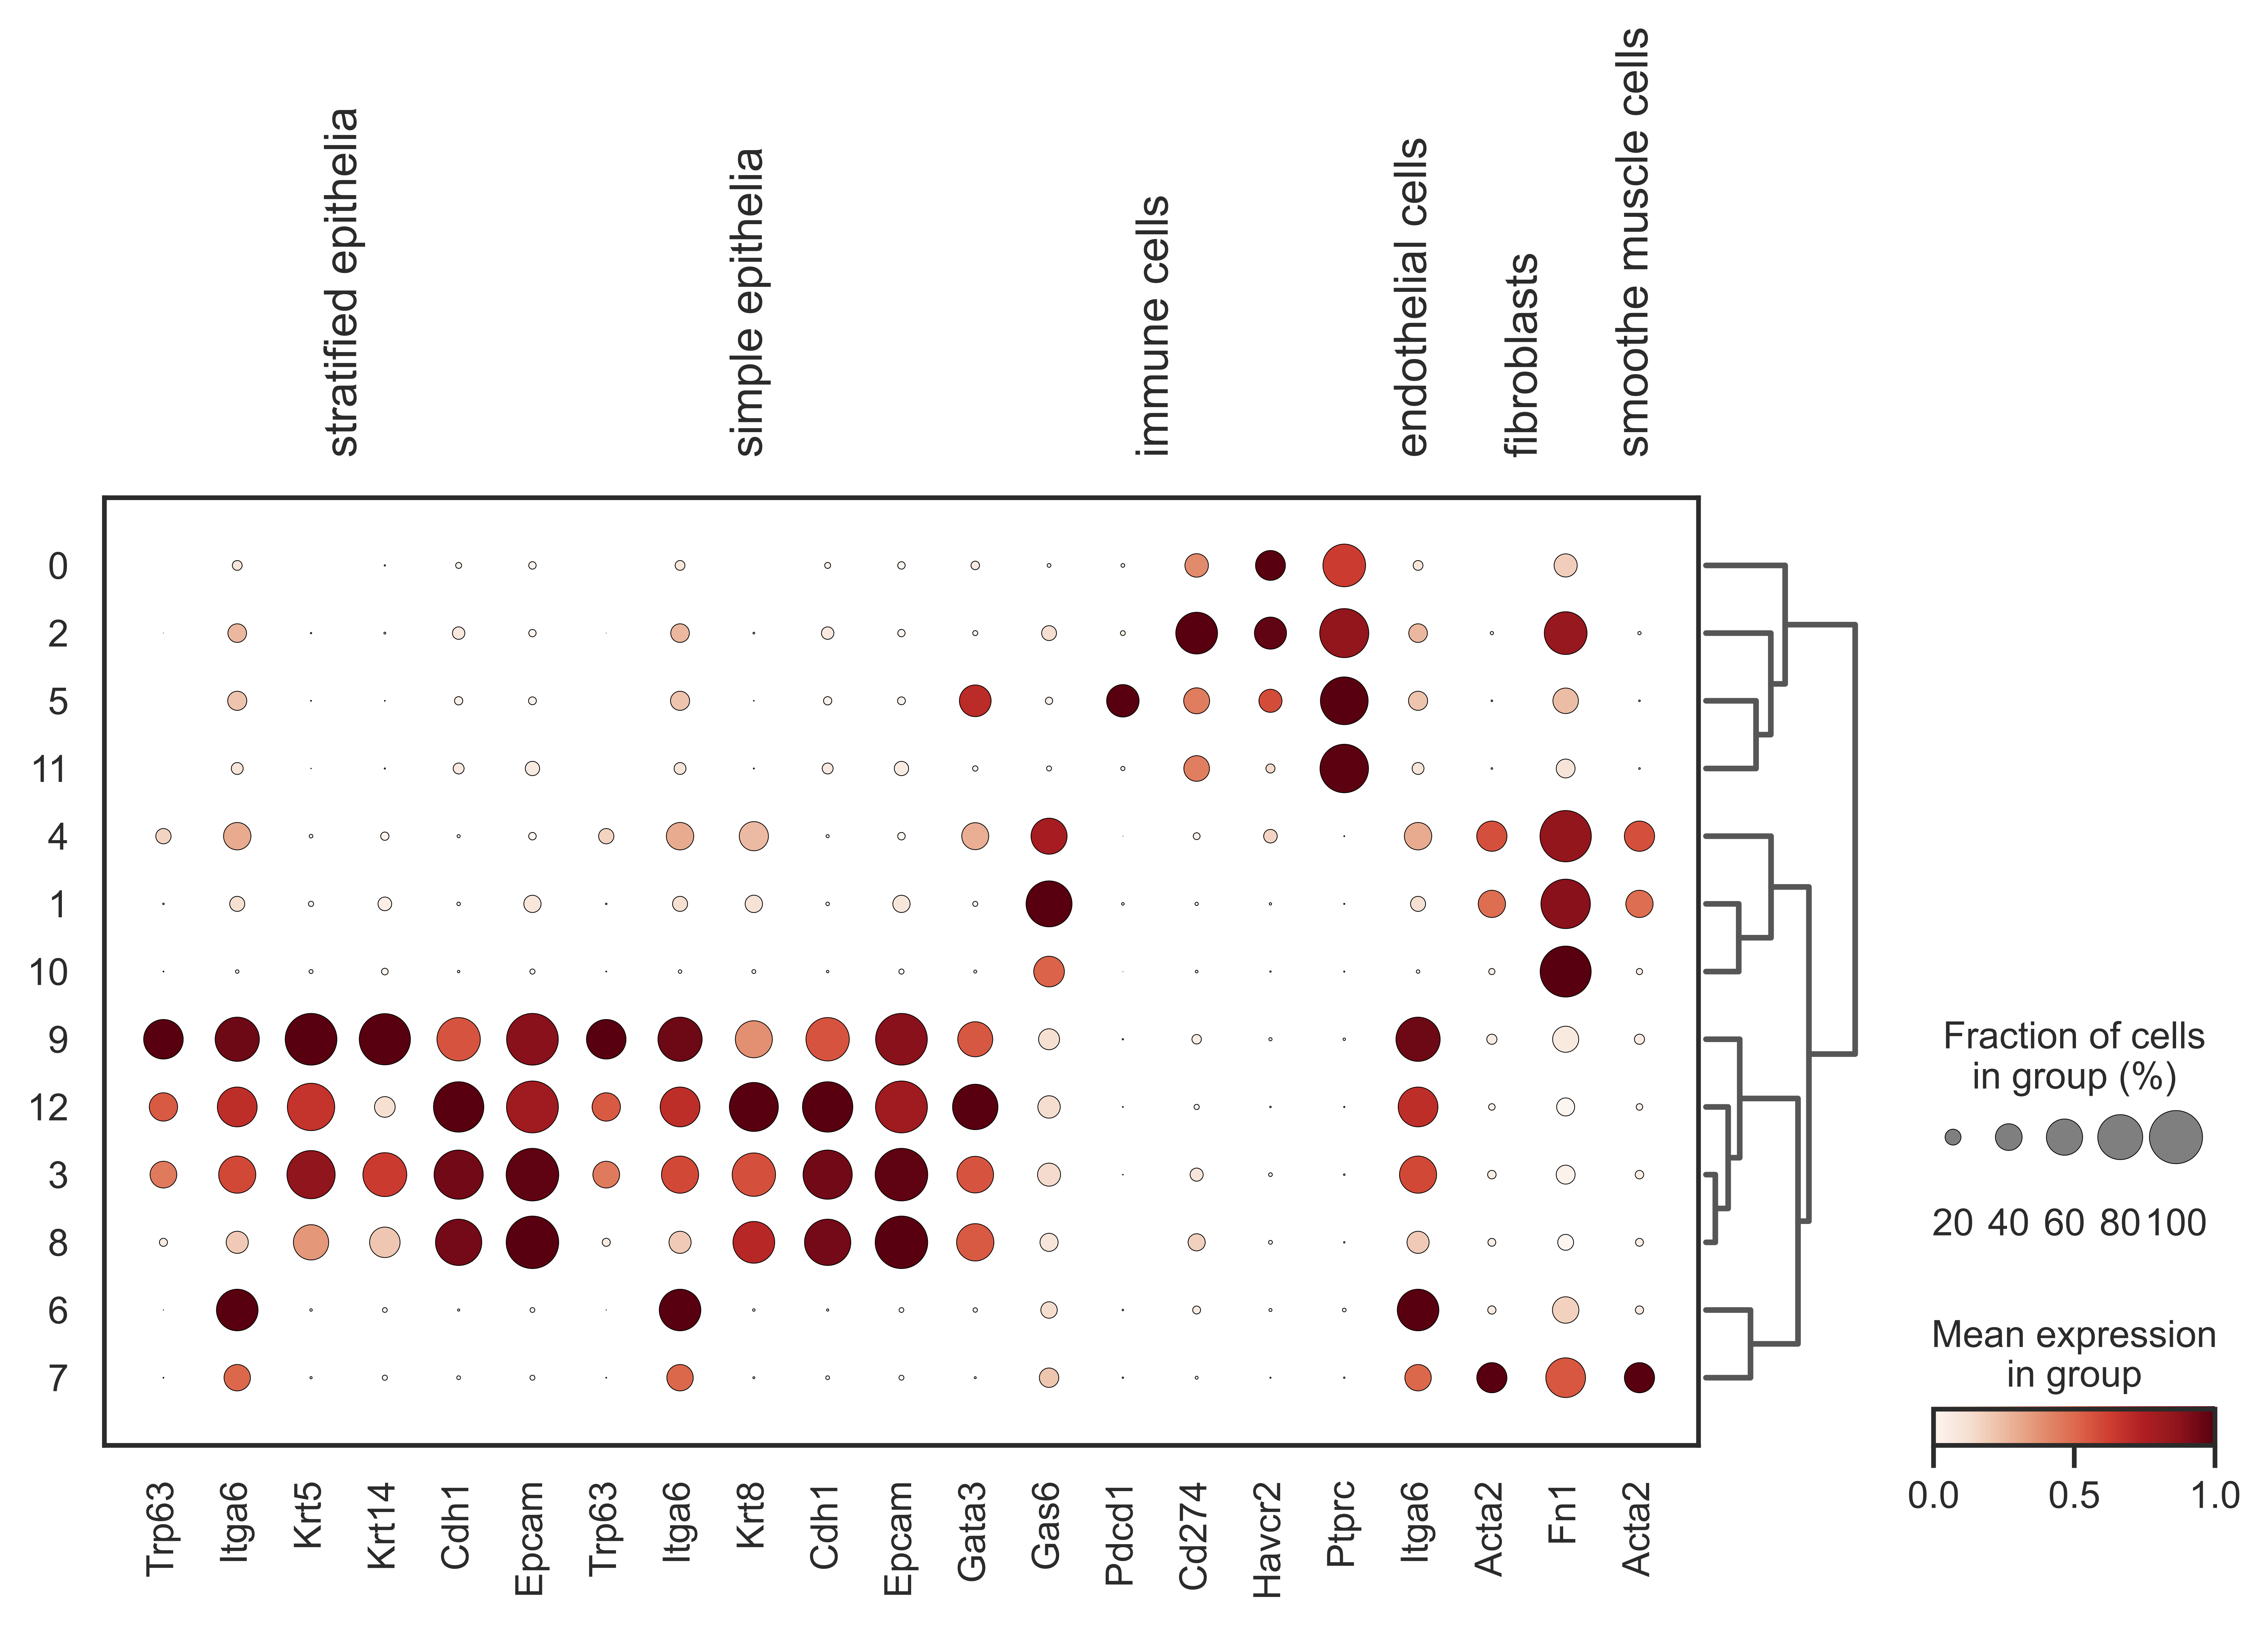 stratified epithelia
simple epithelia
immune cells
endothelial cells
fibroblasts
smoothe muscle cells
0
2
5
11
4
1
10
9
12
3
8
6
7
Trp63
Itga6
Krt5
Krt14
Cdh1
Epcam
Trp63
Itga6
Krt8
Cdh1
Epcam
Gata3
Gas6
Pdcd1
Cd274
Havcr2
Ptprc
Itga6
Acta2
Fn1
Acta2
Fraction of cells
in group (%)
20 40 60 80 100
Mean expression
in group
0.0 0.5 1.0